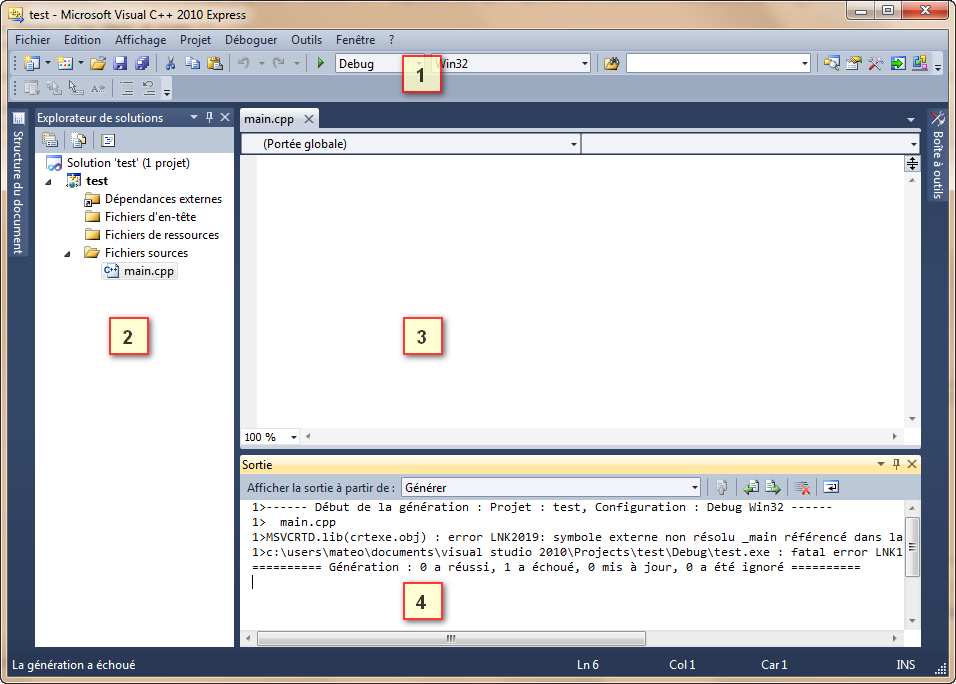 test - Microsoft Visual C++ 2010 Express
Fichier Edition Affichage Projet Déboguer Outils Fenêtre ?
Debug Win32
1
Structure du document
Explorateur de solutions
Solution 'test' (1 projet)
test
Dépendances externes
Fichiers d'en-tête
Fichiers de ressources
Fichiers sources
C++ main.cpp
2
main.cpp
(Portée globale)
3
100 %
Boîte à outils
Sortie
Afficher la sortie à partir de : Générer
1>------ Début de la génération : Projet : test, Configuration : Debug Win32 ------
1>  main.cpp
1>MSVCRTD.lib(crtexe.obj) : error LNK2019: symbole externe non résolu _main référencé dans la
1>c:\users\mateo\documents\visual studio 2010\Projects\test\Debug\test.exe : fatal error LNK1
========== Génération : 0 a réussi, 1 a échoué, 0 mis à jour, 0 a été ignoré ==========
4
La génération a échoué Ln 6 Col 1 Car 1 INS